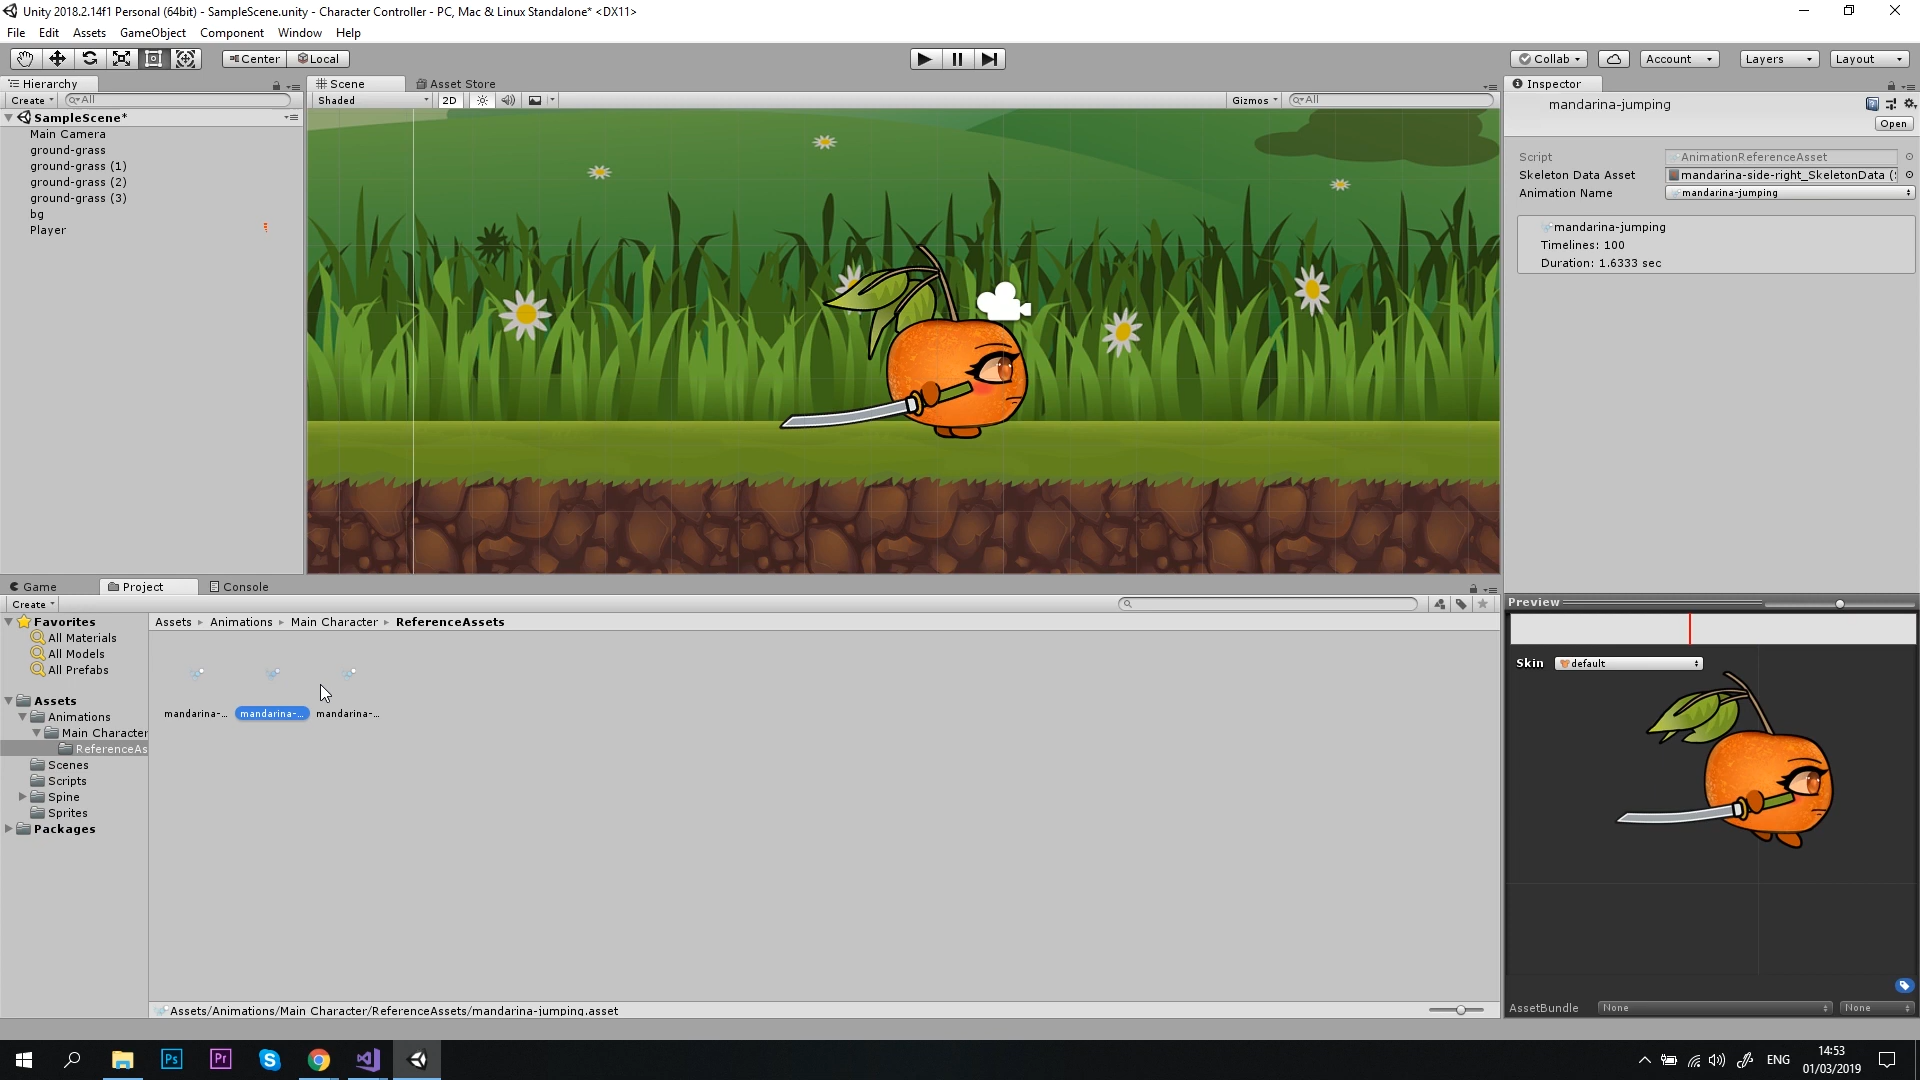 Unity 2018.2.14f1 Personal (64bit) - SampleScene.unity - Character Controller - PC, Mac & Linux Standalone* <DX11>
File Edit Assets GameObject Component Window Help
Center Local Collab Account Layers Layout
Hierarchy
Create All
SampleScene*
Main Camera
ground-grass
ground-grass (1)
ground-grass (2)
ground-grass (3)
bg
Player
Scene Asset Store
Shaded 2D Gizmos All
Inspector
mandarina-jumping
Open
Script AnimationReferenceAsset
Skeleton Data Asset mandarina-side-right_SkeletonData (
Animation Name mandarina-jumping
mandarina-jumping
Timelines: 100
Duration: 1.6333 sec
Game Project Console
Create
Favorites
All Materials
All Models
All Prefabs
Assets
Animations
Main Character
ReferenceAs
Scenes
Scripts
Spine
Sprites
Packages
Assets Animations Main Character ReferenceAssets
mandarina-... mandarina-... mandarina-...
Assets/Animations/Main Character/ReferenceAssets/mandarina-jumping.asset
Preview
Skin default
AssetBundle None None
Ps Pr
ENG
14:53
01/03/2019